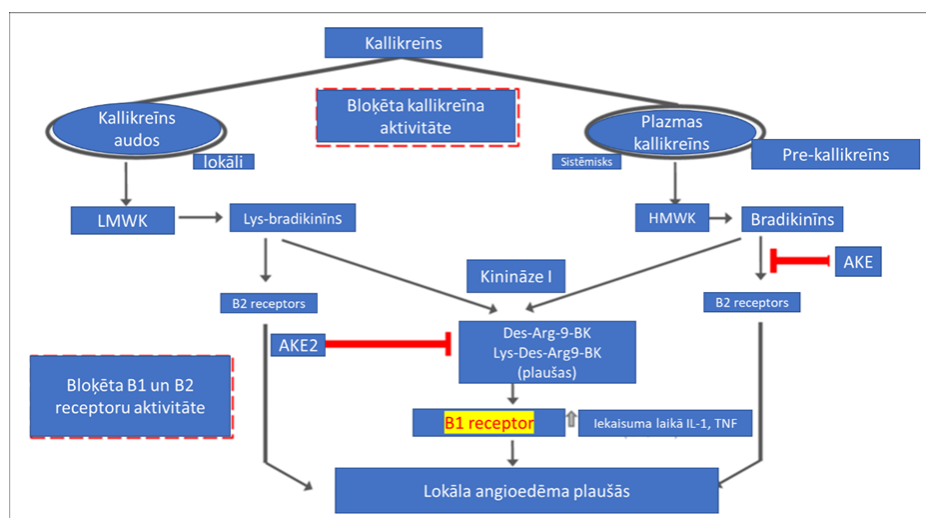 Kallikreīns
Bloķēta kallikreīna
aktivitāte
Kallikreīns
audos
lokāli
Plazmas
kallikreīns
Sistēmisks
Pre-kallikreīns
LMWK
Lys-bradikinīns
HMWK
Bradikinīns
AKE
Kinināze I
B2 receptors
B2 receptors
AKE2
Des-Arg-9-BK
Lys-Des-Arg9-BK
(plaušas)
Bloķēta B1 un B2
receptoru aktivitāte
B1 receptor
Iekaisuma laikā IL-1, TNF
Lokāla angioedēma plaušās